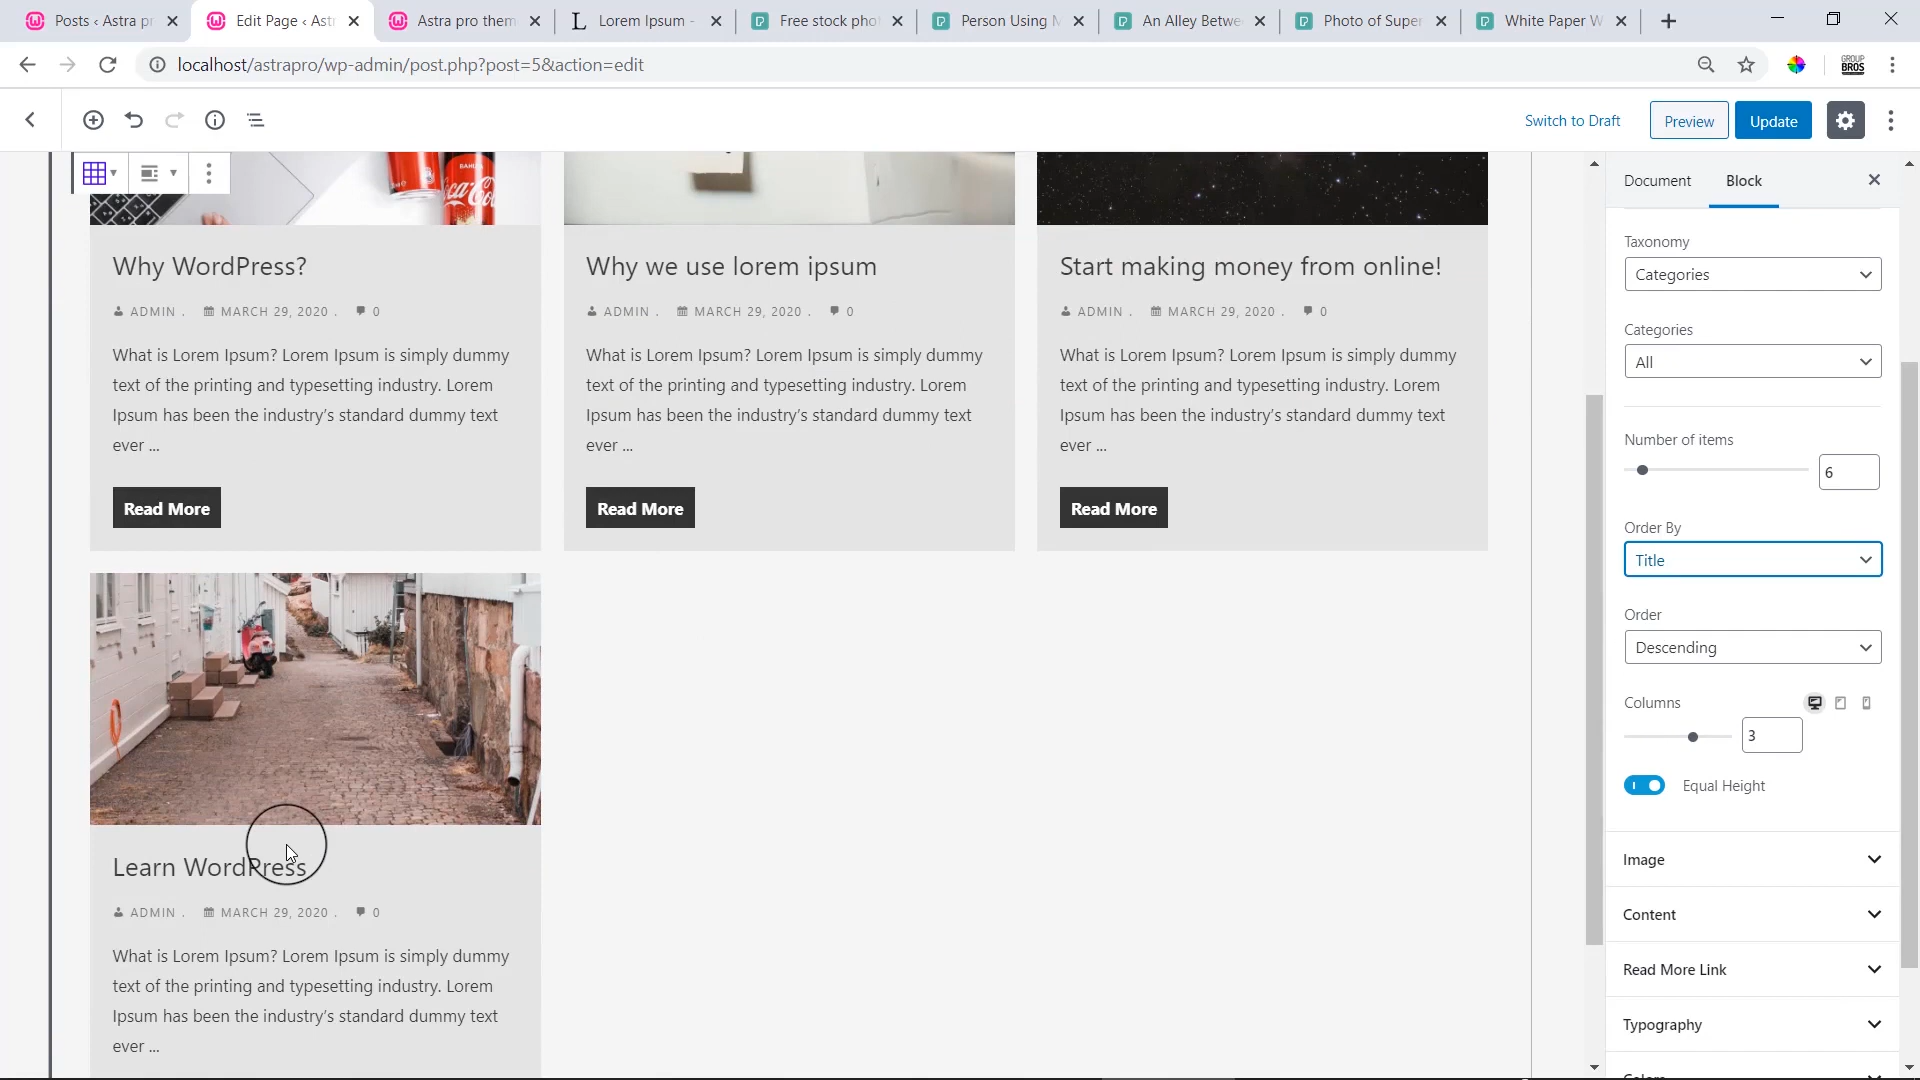 Posts ‹ Astra pr
Edit Page ‹ Ast
Astra pro them
Lorem Ipsum -
Free stock pho
Person Using M
An Alley Betwe
Photo of Super
White Paper W
localhost/astrapro/wp-admin/post.php?post=5&action=edit
GROUP
BROS
Switch to Draft
Preview
Update
Document
Block
Taxonomy
Categories
Categories
All
Number of items
6
Order By
Title
Order
Descending
Columns
3
Equal Height
Image
Content
Read More Link
Typography
Coca-Cola
Why WordPress?
ADMIN . MARCH 29, 2020 . 0
What is Lorem Ipsum? Lorem Ipsum is simply dummy
text of the printing and typesetting industry. Lorem
Ipsum has been the industry's standard dummy text
ever ...
Read More
Why we use lorem ipsum
ADMIN . MARCH 29, 2020 . 0
What is Lorem Ipsum? Lorem Ipsum is simply dummy
text of the printing and typesetting industry. Lorem
Ipsum has been the industry's standard dummy text
ever ...
Read More
Start making money from online!
ADMIN . MARCH 29, 2020 . 0
What is Lorem Ipsum? Lorem Ipsum is simply dummy
text of the printing and typesetting industry. Lorem
Ipsum has been the industry's standard dummy text
ever ...
Read More
Learn WordPress
ADMIN . MARCH 29, 2020 . 0
What is Lorem Ipsum? Lorem Ipsum is simply dummy
text of the printing and typesetting industry. Lorem
Ipsum has been the industry's standard dummy text
ever ...